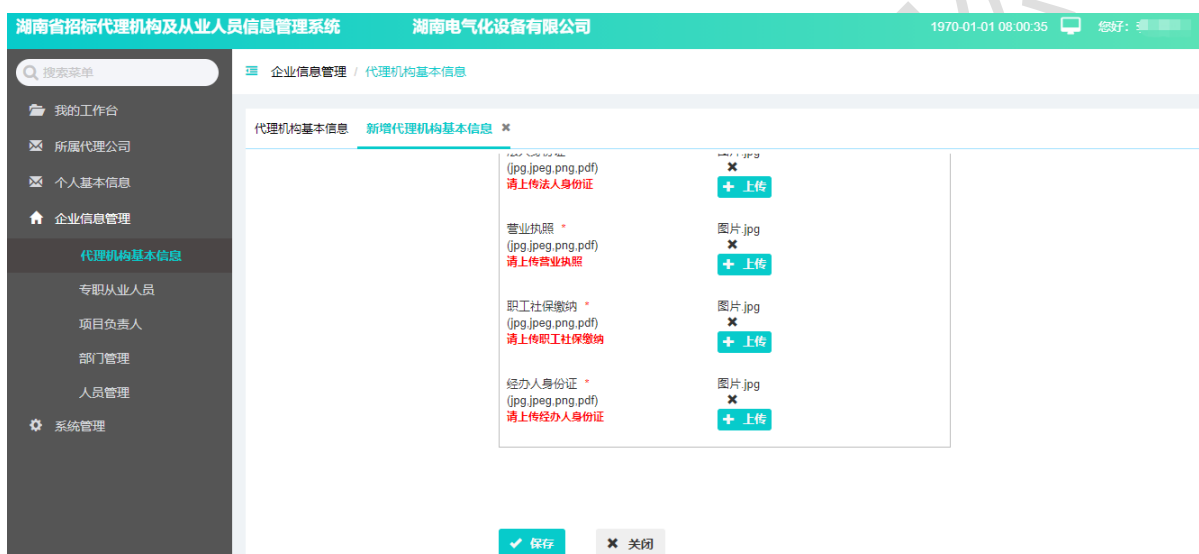 湖南省招标代理机构及从业人员信息管理系统 湖南电气化设备有限公司 1970-01-01 08:00:35 您好:
搜索菜单
企业信息管理 / 代理机构基本信息
我的工作台
所属代理公司
个人基本信息
企业信息管理
代理机构基本信息
专职从业人员
项目负责人
部门管理
人员管理
系统管理
代理机构基本信息 新增代理机构基本信息 ✖
(jpg,jpeg,png,pdf) ✖
请上传法人身份证 + 上传
营业执照 * 图片.jpg
(jpg,jpeg,png,pdf) ✖
请上传营业执照 + 上传
职工社保缴纳 * 图片.jpg
(jpg,jpeg,png,pdf) ✖
请上传职工社保缴纳 + 上传
经办人身份证 * 图片.jpg
(jpg,jpeg,png,pdf) ✖
请上传经办人身份证 + 上传
✔ 保存 ✖ 关闭